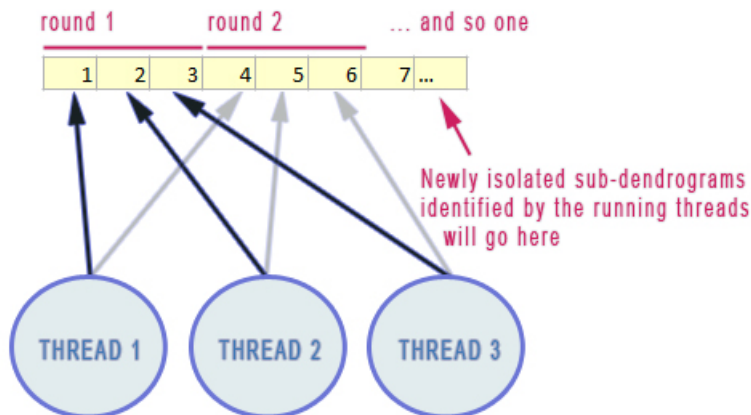 round 1 round 2 ... and so one
1 2 3 4 5 6 7 ...
Newly isolated sub-dendrograms
identified by the running threads
will go here
THREAD 1 THREAD 2 THREAD 3